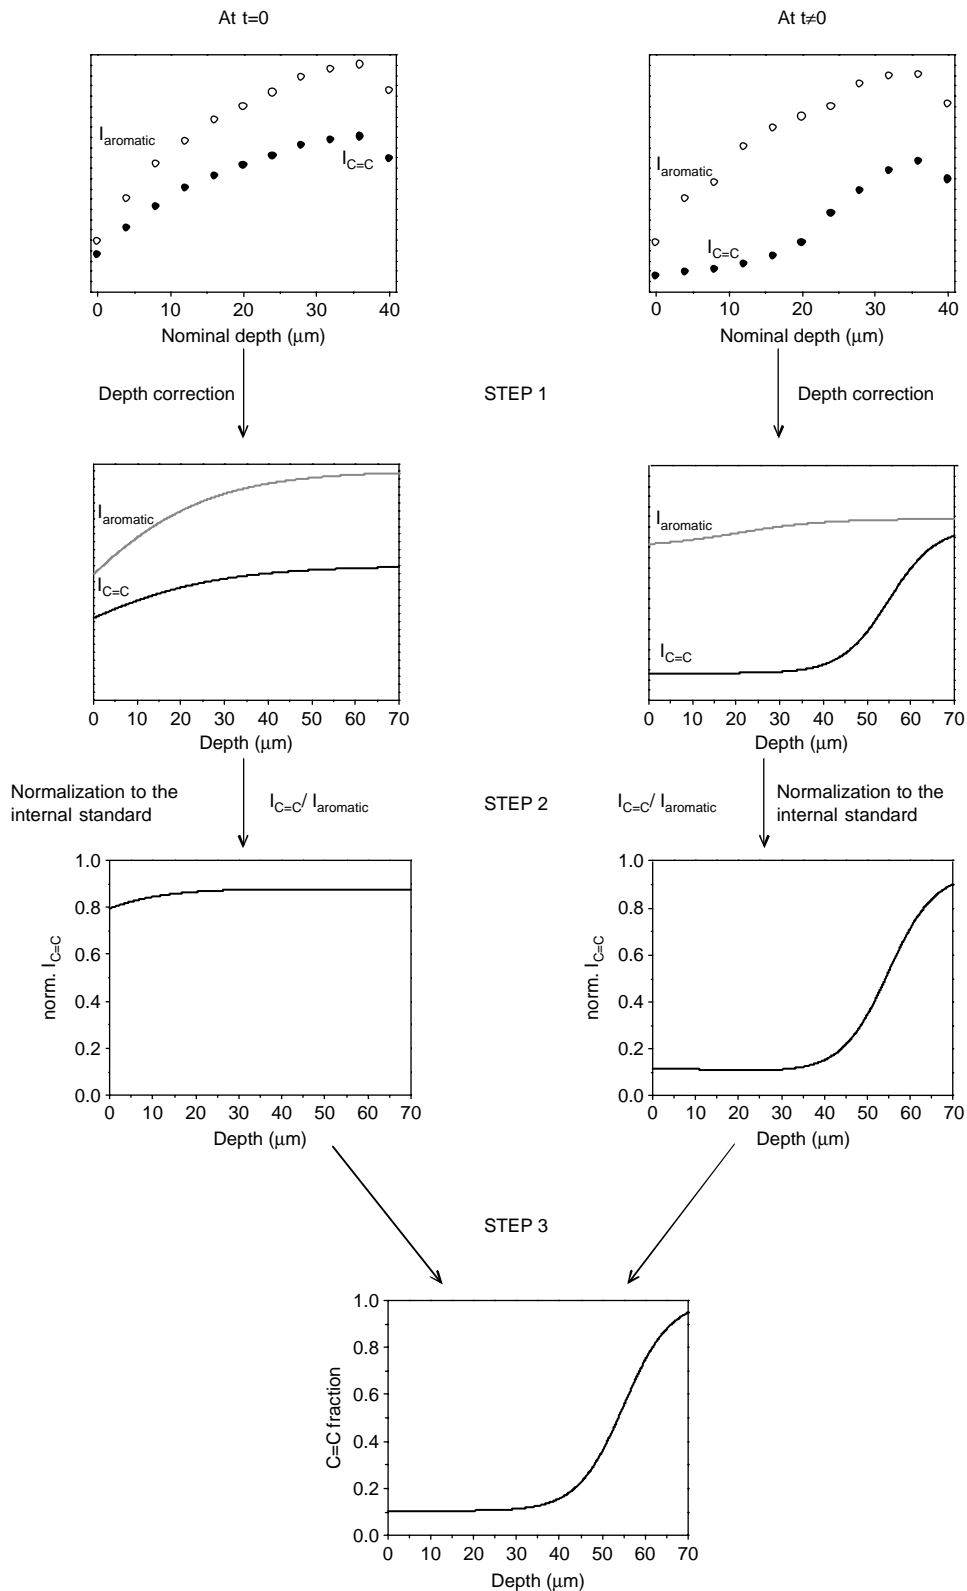 At t=0
At t≠0
I_aromatic
I_C=C
0 10 20 30 40
Nominal depth (μm)
I_aromatic
I_C=C
0 10 20 30 40
Nominal depth (μm)
Depth correction
STEP 1
Depth correction
I_aromatic
I_C=C
0 10 20 30 40 50 60 70
Depth (μm)
I_aromatic
I_C=C
0 10 20 30 40 50 60 70
Depth (μm)
Normalization to the
internal standard
I_C=C/ I_aromatic
STEP 2
I_C=C/ I_aromatic
Normalization to the
internal standard
1.0
0.8
0.6
0.4
0.2
0.0
norm. I_C=C
0 10 20 30 40 50 60 70
Depth (μm)
1.0
0.8
0.6
0.4
0.2
0.0
norm. I_C=C
0 10 20 30 40 50 60 70
Depth (μm)
STEP 3
1.0
0.8
0.6
0.4
0.2
0.0
C=C fraction
0 10 20 30 40 50 60 70
Depth (μm)